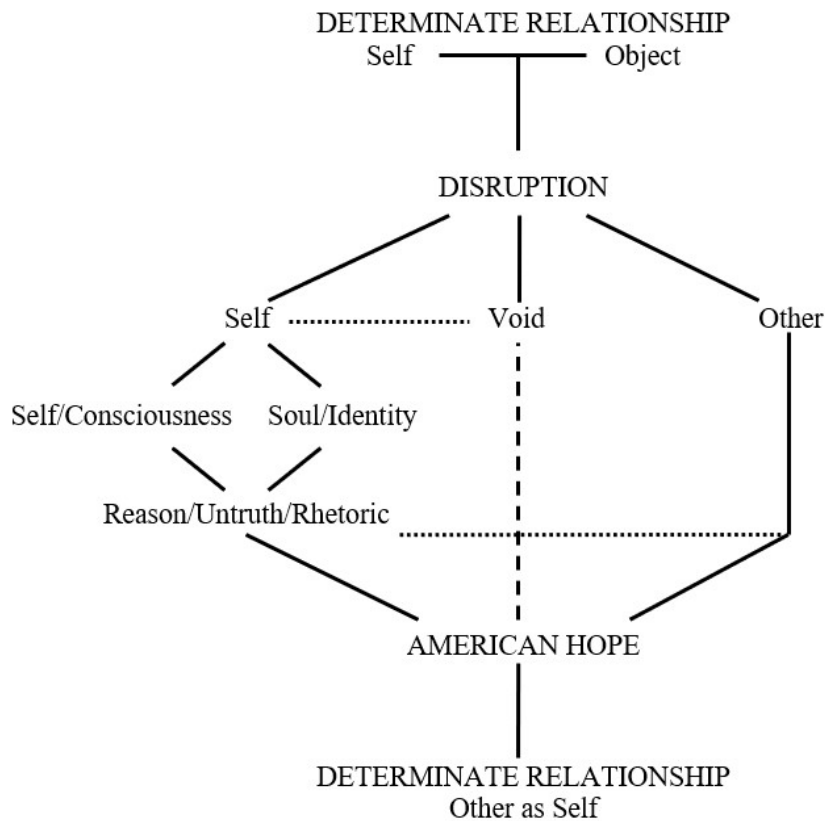 DETERMINATE RELATIONSHIP
Self Object
DISRUPTION
Self Void Other
Self/Consciousness Soul/Identity
Reason/Untruth/Rhetoric
AMERICAN HOPE
DETERMINATE RELATIONSHIP
Other as Self